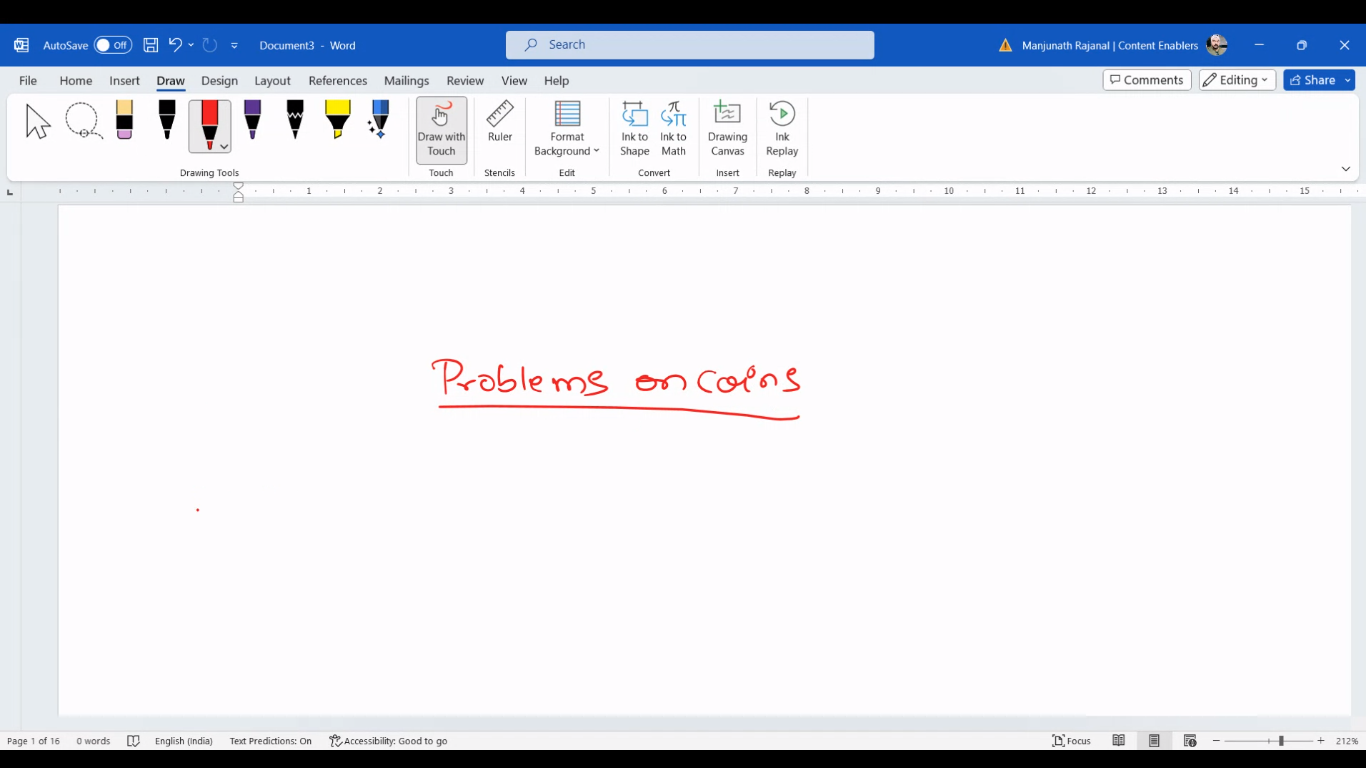 AutoSave Off Document3 - Word Search Manjunath Rajanal | Content Enablers
File Home Insert Draw Design Layout References Mailings Review View Help Comments Editing Share
Draw with Touch Ruler Format Background Ink to Shape Ink to Math Drawing Canvas Ink Replay
Drawing Tools Touch Stencils Edit Convert Insert Replay
1 2 3 4 5 6 7 8 9 10 11 12 13 14 15
Problems on coins
Page 1 of 16 0 words English (India) Text Predictions: On Accessibility: Good to go Focus 212%